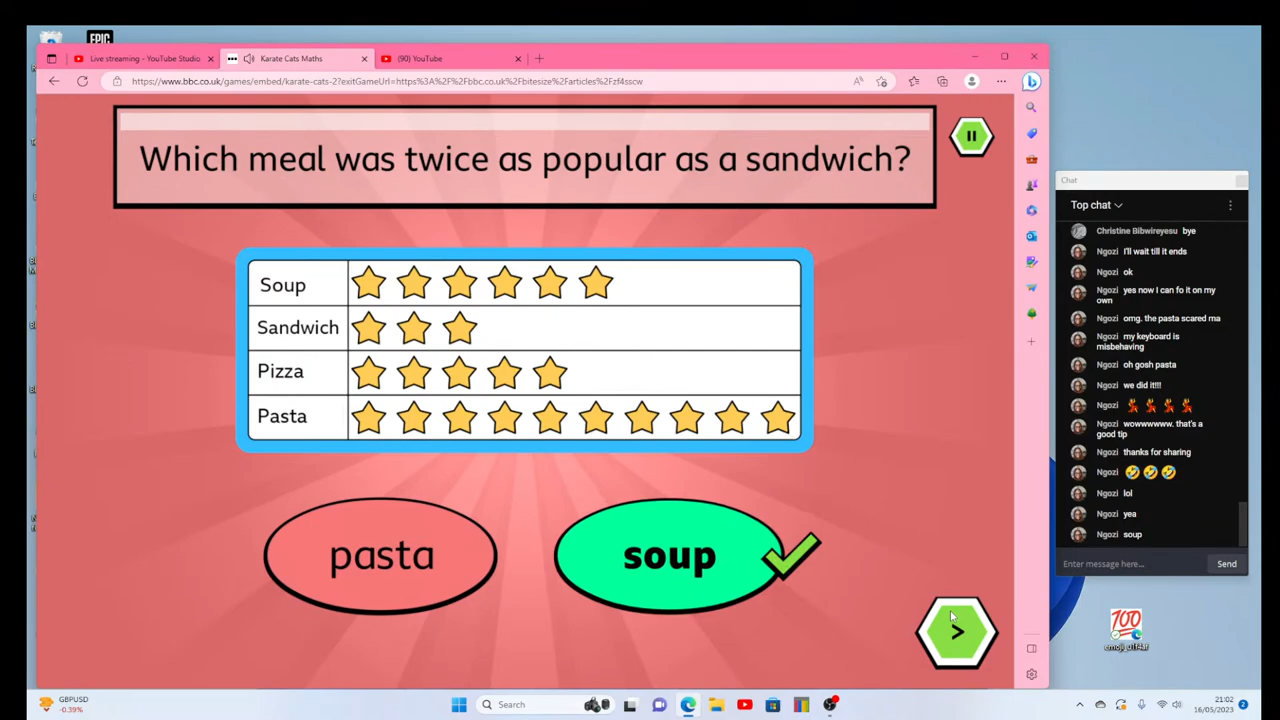 EPIC
Live streaming - YouTube Studio
Karate Cats Maths
(90) YouTube
https://www.bbc.co.uk/games/embed/karate-cats-2?exitGameUrl=https%3A%2F%2Fbbc.co.uk%2Fbitesize%2Farticles%2Fzf4sscw
Which meal was twice as popular as a sandwich?
Soup
Sandwich
Pizza
Pasta
pasta
soup
>
Chat
Top chat
Christine Bibwireyesu bye
Ngozi I'll wait till it ends
Ngozi ok
Ngozi yes now I can fo it on my
own
Ngozi omg. the pasta scared ma
Ngozi my keyboard is
misbehaving
Ngozi oh gosh pasta
Ngozi we did it!!!
Ngozi 💃💃💃💃
Ngozi wowwwwww. that's a
good tip
Ngozi thanks for sharing
Ngozi 🤣🤣🤣
Ngozi lol
Ngozi yea
Ngozi soup
Enter message here...
Send
100
emoji_u1f4af
GBPUSD
-0.39%
Search
21:02
16/05/2023
2